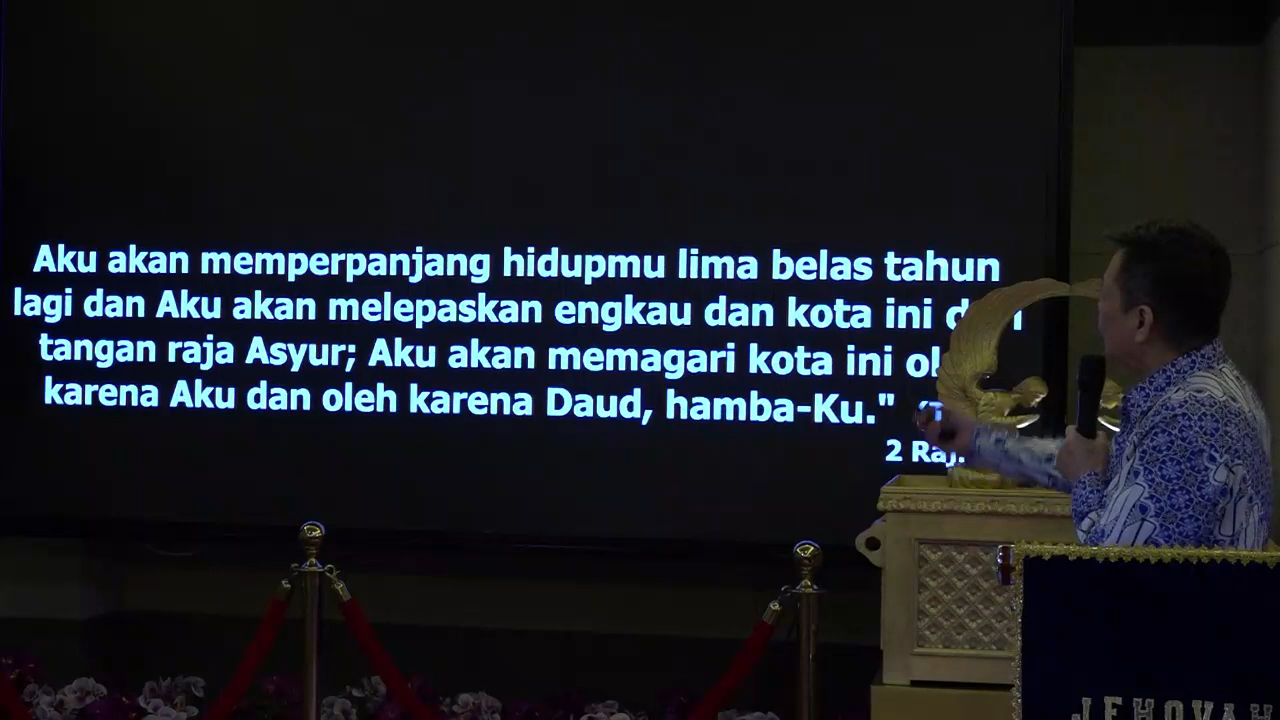 Aku akan memperpanjang hidupmu lima belas tahun
lagi dan Aku akan melepaskan engkau dan kota ini
tangan raja Asyur; Aku akan memagari kota ini
karena Aku dan oleh karena Daud, hamba-Ku."
2 Raj.
JEHOVAH